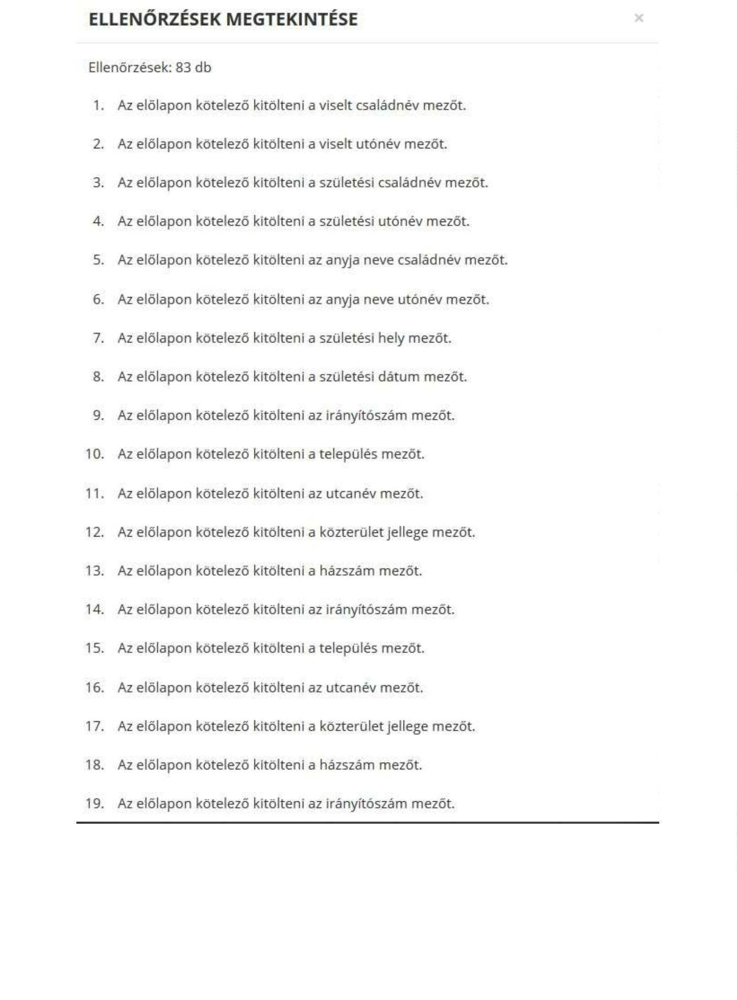 ELLENŐRZÉSEK MEGTEKINTÉSE ×
Ellenőrzések: 83 db
1. Az előlapon kötelező kitölteni a viselt családnév mezőt.
2. Az előlapon kötelező kitölteni a viselt utónév mezőt.
3. Az előlapon kötelező kitölteni a születési családnév mezőt.
4. Az előlapon kötelező kitölteni a születési utónév mezőt.
5. Az előlapon kötelező kitölteni az anyja neve családnév mezőt.
6. Az előlapon kötelező kitölteni az anyja neve utónév mezőt.
7. Az előlapon kötelező kitölteni a születési hely mezőt.
8. Az előlapon kötelező kitölteni a születési dátum mezőt.
9. Az előlapon kötelező kitölteni az irányítószám mezőt.
10. Az előlapon kötelező kitölteni a település mezőt.
11. Az előlapon kötelező kitölteni az utcanév mezőt.
12. Az előlapon kötelező kitölteni a közterület jellege mezőt.
13. Az előlapon kötelező kitölteni a házszám mezőt.
14. Az előlapon kötelező kitölteni az irányítószám mezőt.
15. Az előlapon kötelező kitölteni a település mezőt.
16. Az előlapon kötelező kitölteni az utcanév mezőt.
17. Az előlapon kötelező kitölteni a közterület jellege mezőt.
18. Az előlapon kötelező kitölteni a házszám mezőt.
19. Az előlapon kötelező kitölteni az irányítószám mezőt.